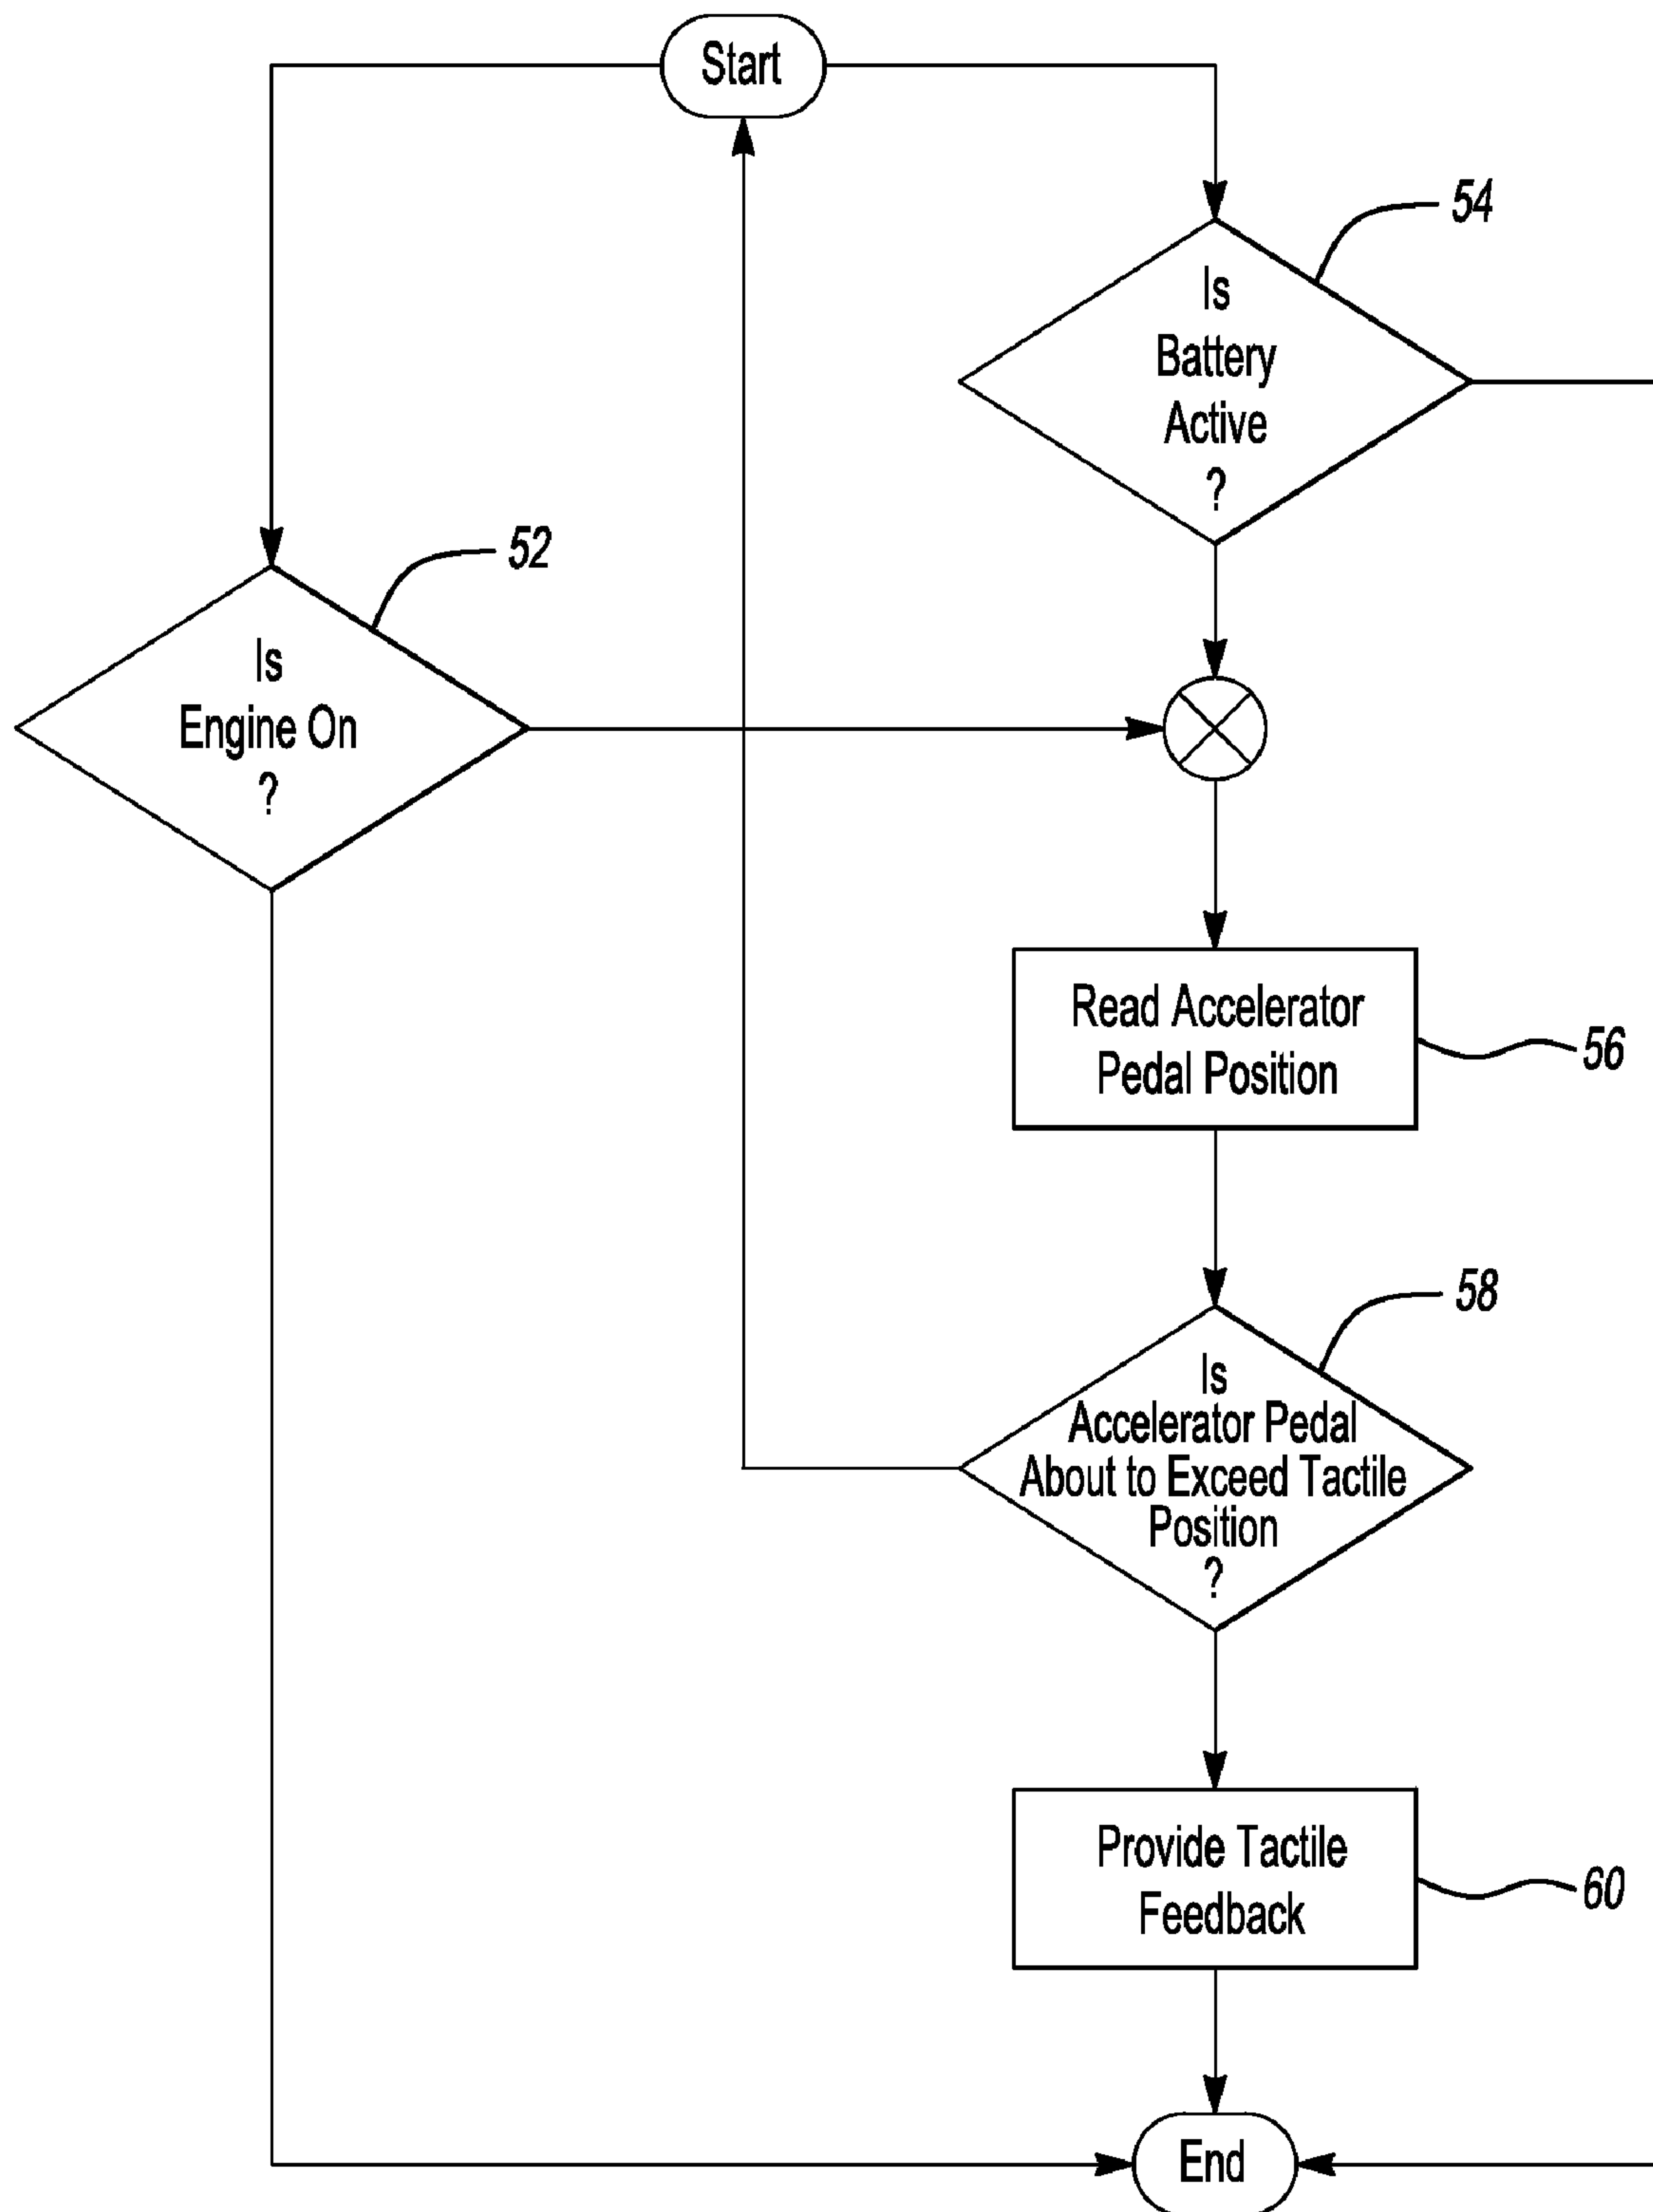 Start
54
Is
Battery
Active
?
52
Is
Engine On
?
Read Accelerator
Pedal Position
56
58
Is
Accelerator Pedal
About to Exceed Tactile
Position
?
Provide Tactile
Feedback
60
End